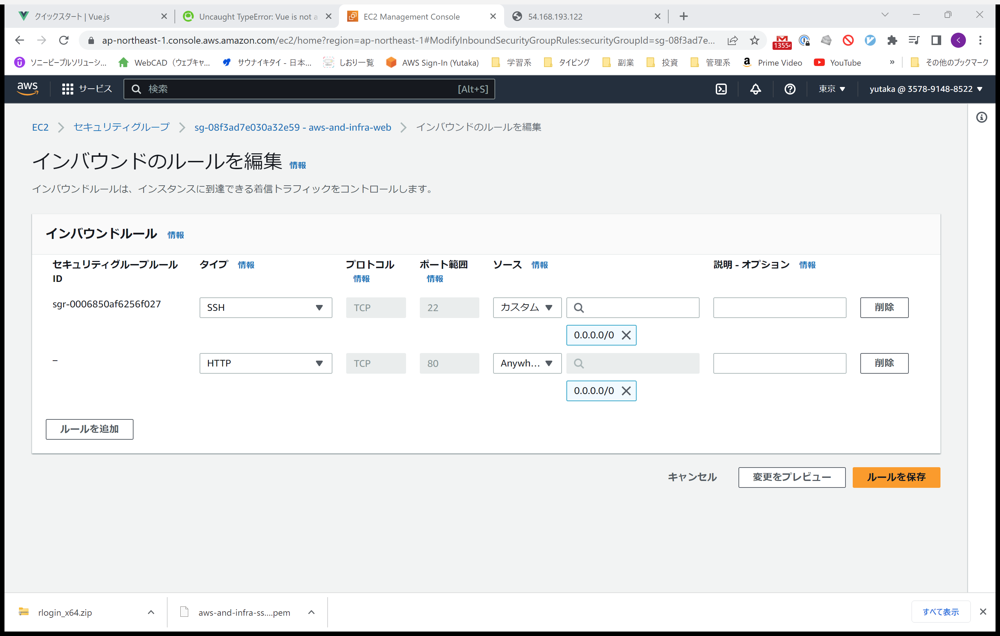 クイックスタート | Vue.js
Uncaught TypeError: Vue is not a
EC2 Management Console
54.168.193.122
ap-northeast-1.console.aws.amazon.com/ec2/home?region=ap-northeast-1#ModifyInboundSecurityGroupRules:securityGroupId=sg-08f3ad7e...
ソニーピープルソリューシ...
WebCAD（ウェブキャ...
サウナイキタイ - 日本...
しおり一覧
AWS Sign-In (Yutaka)
学習系
タイピング
副業
投資
管理系
Prime Video
YouTube
»
その他のブックマーク
aws
サービス
検索
[Alt+S]
東京
yutaka @ 3578-9148-8522
EC2
セキュリティグループ
sg-08f3ad7e030a32e59 - aws-and-infra-web
インバウンドのルールを編集
インバウンドのルールを編集 情報
インバウンドルールは、インスタンスに到達できる着信トラフィックをコントロールします。
インバウンドルール 情報
セキュリティグループルール ID
タイプ 情報
プロトコル 情報
ポート範囲 情報
ソース 情報
説明 - オプション 情報
sgr-0006850af6256f027
SSH
TCP
22
カスタム
削除
0.0.0.0/0
–
HTTP
TCP
80
Anywh...
削除
0.0.0.0/0
ルールを追加
キャンセル
変更をプレビュー
ルールを保存
rlogin_x64.zip
aws-and-infra-ss....pem
すべて表示